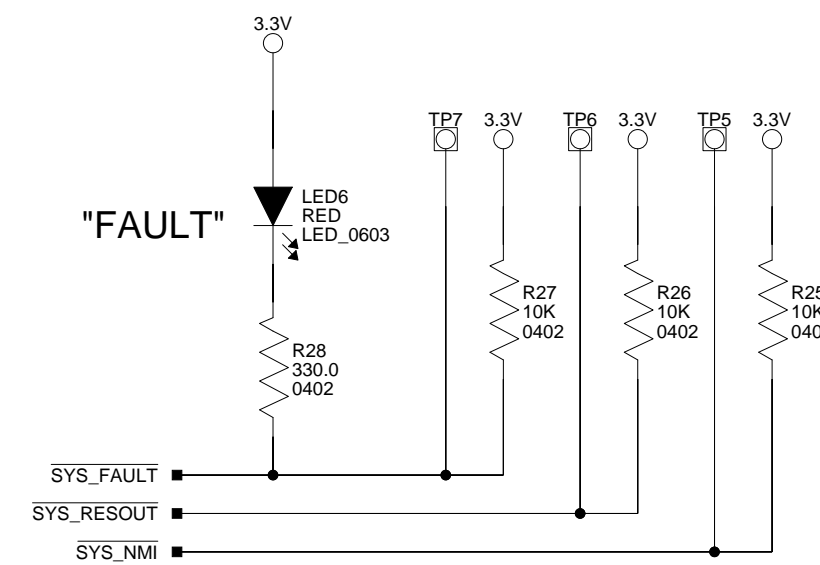 3.3V
TP7
3.3V
TP6
3.3V
TP5
3.3V
"FAULT"
LED6
RED
LED_0603
R27
10K
0402
R26
10K
0402
R28
330.0
0402
SYS_FAULT
SYS_RESOUT
SYS_NMI